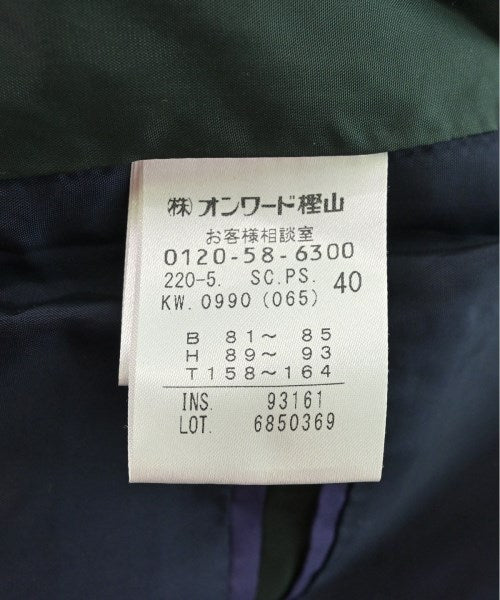 ㈱オンワード樫山
お客様相談室
0120-58-6300
220-5. SC.PS. 40
KW.0990(065)
B 81〜 85
H 89〜 93
T158〜164
INS. 93161
LOT. 6850369